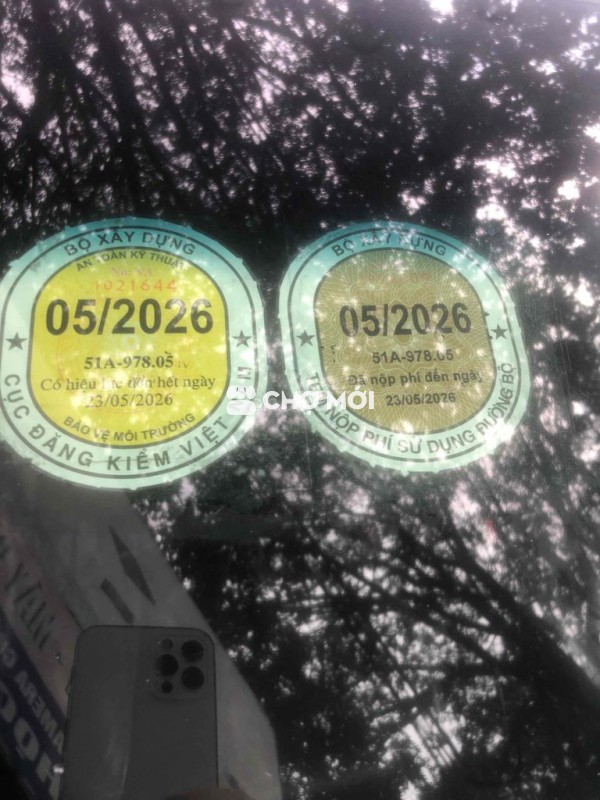 BỘ XÂY DỰNG
AN TOÀN KỸ THUẬT
1021644
05/2026
51A-978.05
Có hiệu lực đến hết ngày
23/05/2026
BẢO VỆ MÔI TRƯỜNG
CỤC ĐĂNG KIỂM VIỆT
BỘ XÂY DỰNG
05/2026
51A-978.05
Đã nộp phí đến ngày
23/05/2026
NỘP PHÍ SỬ DỤNG ĐƯỜNG BỘ
CHỢ MỚI
VĂN